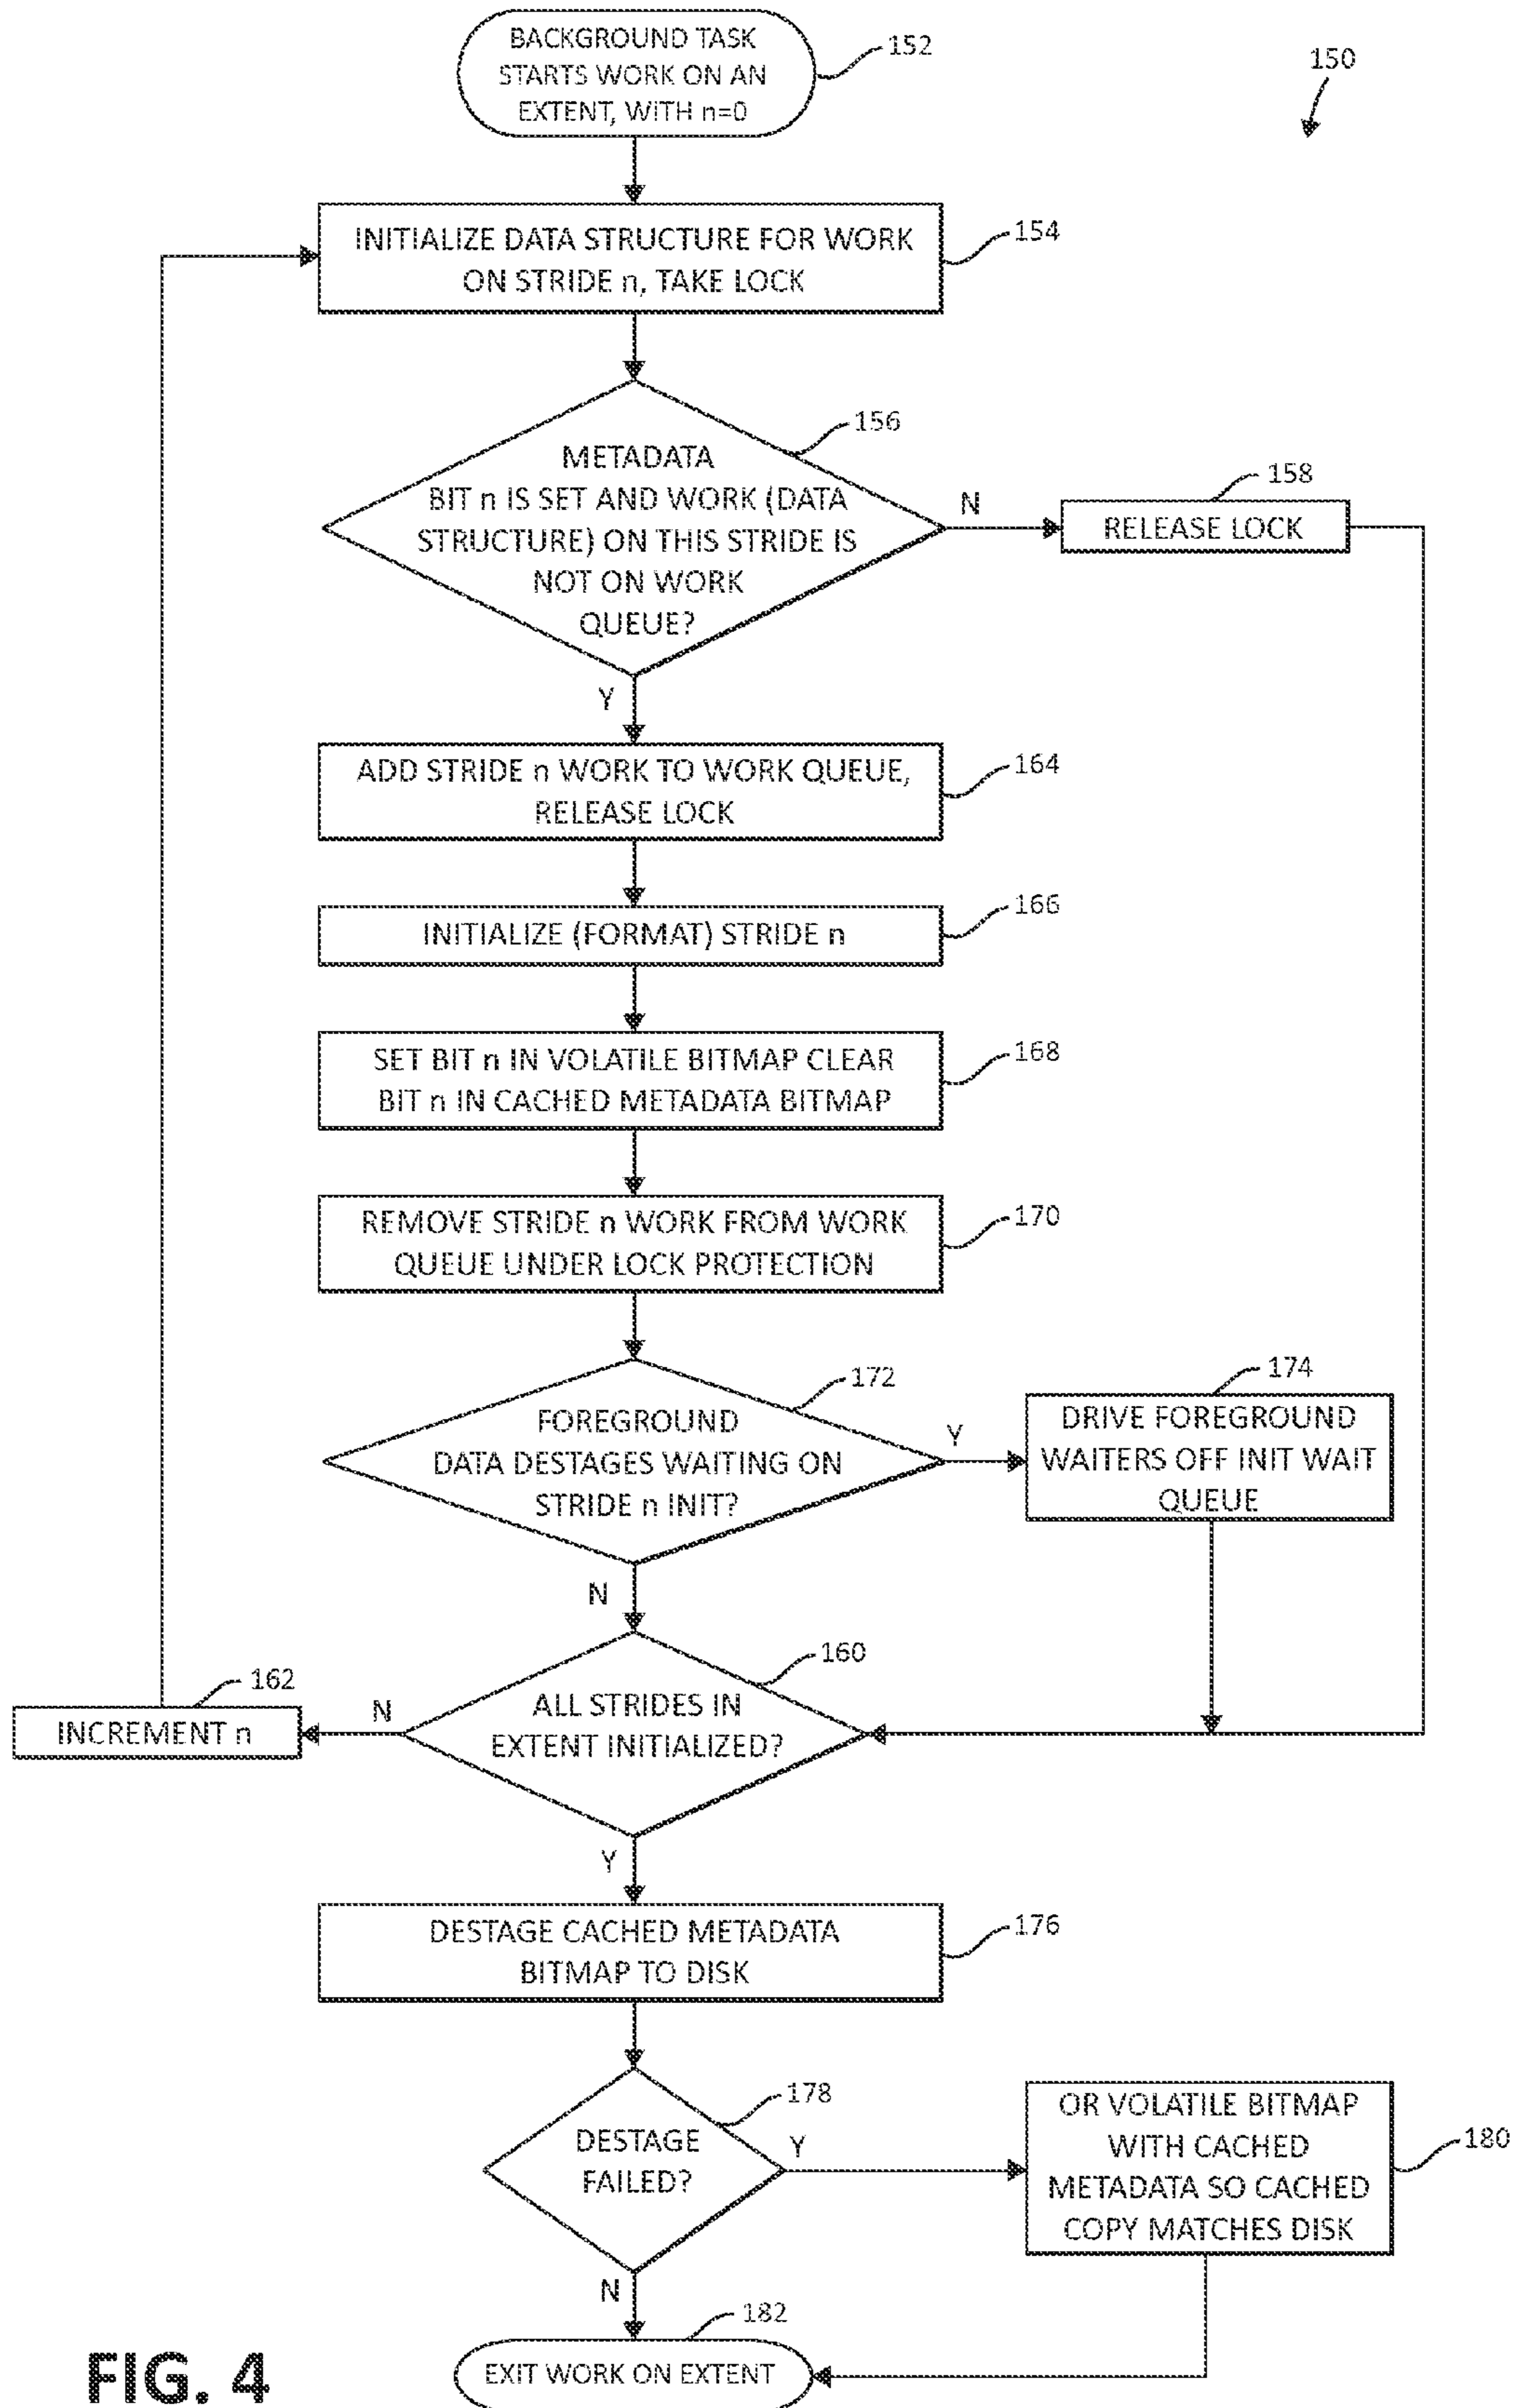 BACKGROUND TASK
STARTS WORK ON AN
EXTENT, WITH n=0
152
150
INITIALIZE DATA STRUCTURE FOR WORK
ON STRIDE n, TAKE LOCK
154
METADATA
BIT n IS SET AND WORK (DATA
STRUCTURE) ON THIS STRIDE IS
NOT ON WORK
QUEUE?
156
N
RELEASE LOCK
158
Y
ADD STRIDE n WORK TO WORK QUEUE,
RELEASE LOCK
164
INITIALIZE (FORMAT) STRIDE n
166
SET BIT n IN VOLATILE BITMAP CLEAR
BIT n IN CACHED METADATA BITMAP
168
REMOVE STRIDE n WORK FROM WORK
QUEUE UNDER LOCK PROTECTION
170
FOREGROUND
DATA DESTAGES WAITING ON
STRIDE n INIT?
172
Y
DRIVE FOREGROUND
WAITERS OFF INIT WAIT
QUEUE
174
N
ALL STRIDES IN
EXTENT INITIALIZED?
160
N
INCREMENT n
162
Y
DESTAGE CACHED METADATA
BITMAP TO DISK
176
DESTAGE
FAILED?
178
Y
OR VOLATILE BITMAP
WITH CACHED
METADATA SO CACHED
COPY MATCHES DISK
180
N
EXIT WORK ON EXTENT
182
FIG. 4